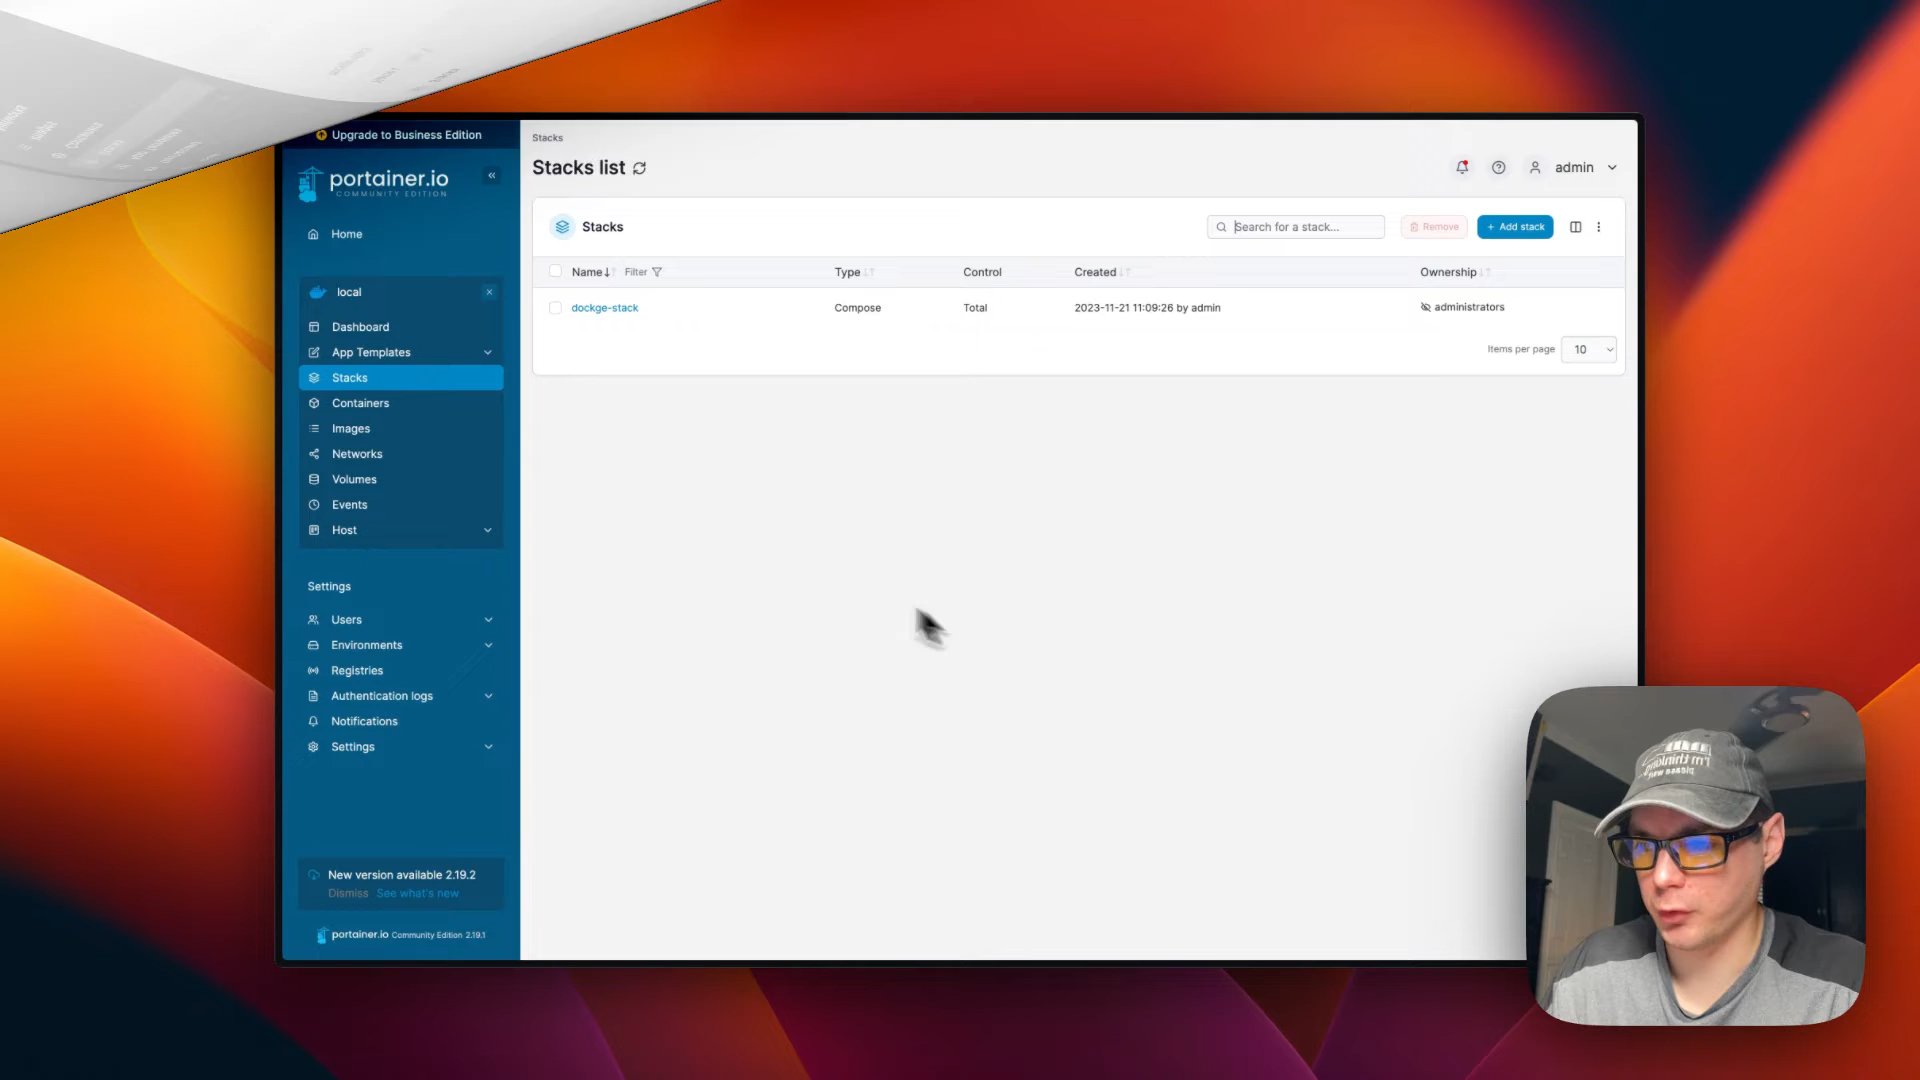 Upgrade to Business Edition
portainer.io
COMMUNITY EDITION
Home
local
Dashboard
App Templates
Stacks
Containers
Images
Networks
Volumes
Events
Host
Settings
Users
Environments
Registries
Authentication logs
Notifications
Settings
New version available 2.19.2
Dismiss See what's new
portainer.io Community Edition 2.19.1
Stacks
Stacks list
admin
Stacks
Search for a stack...
Remove
+ Add stack
Name Filter Type Control Created Ownership
dockge-stack Compose Total 2023-11-21 11:09:26 by admin administrators
Items per page 10
i'm thinking
please wait